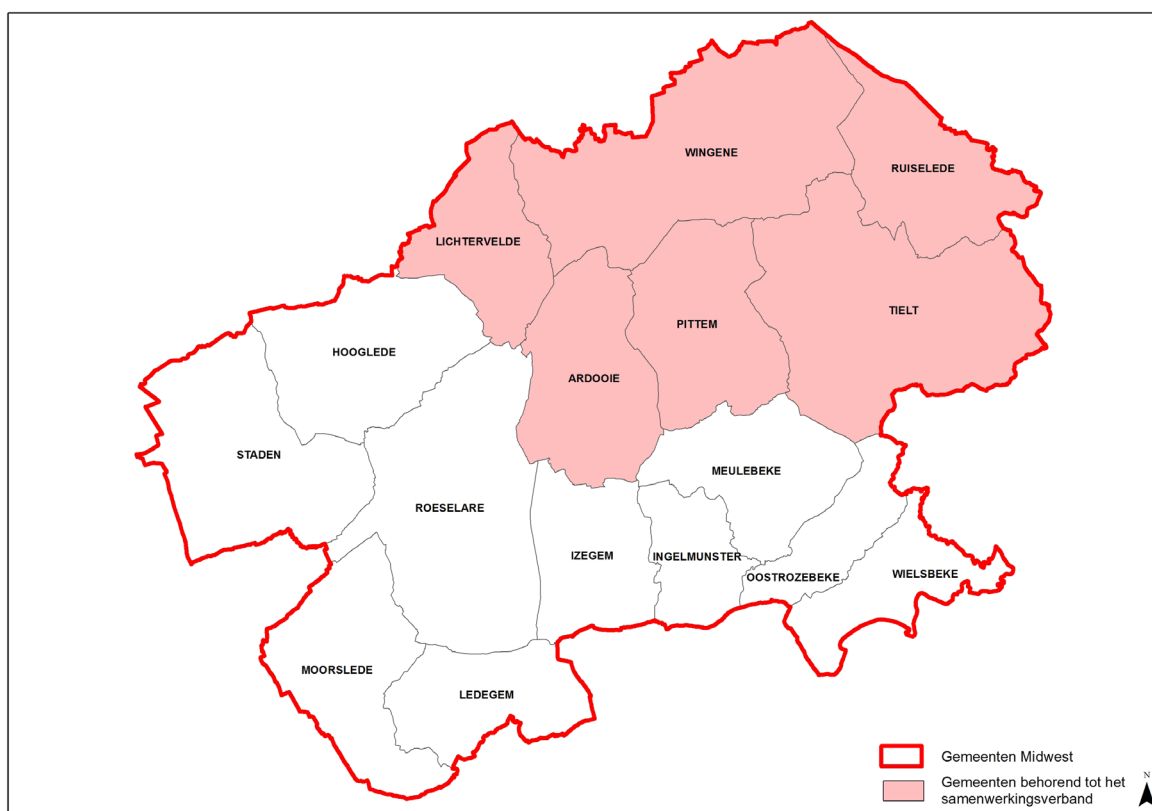 WINGENE
RUISELEDE
LICHTERVELDE
TIELT
PITTEM
HOOGLEDE
ARDOOIE
STADEN
MEULEBEKE
ROESELARE
IZEGEM
INGELMUNSTER
OOSTROZEBEKE
WIELSBEKE
MOORSLEDE
LEDEGEM
Gemeenten Midwest
Gemeenten behorend tot het
samenwerkingsverband
N